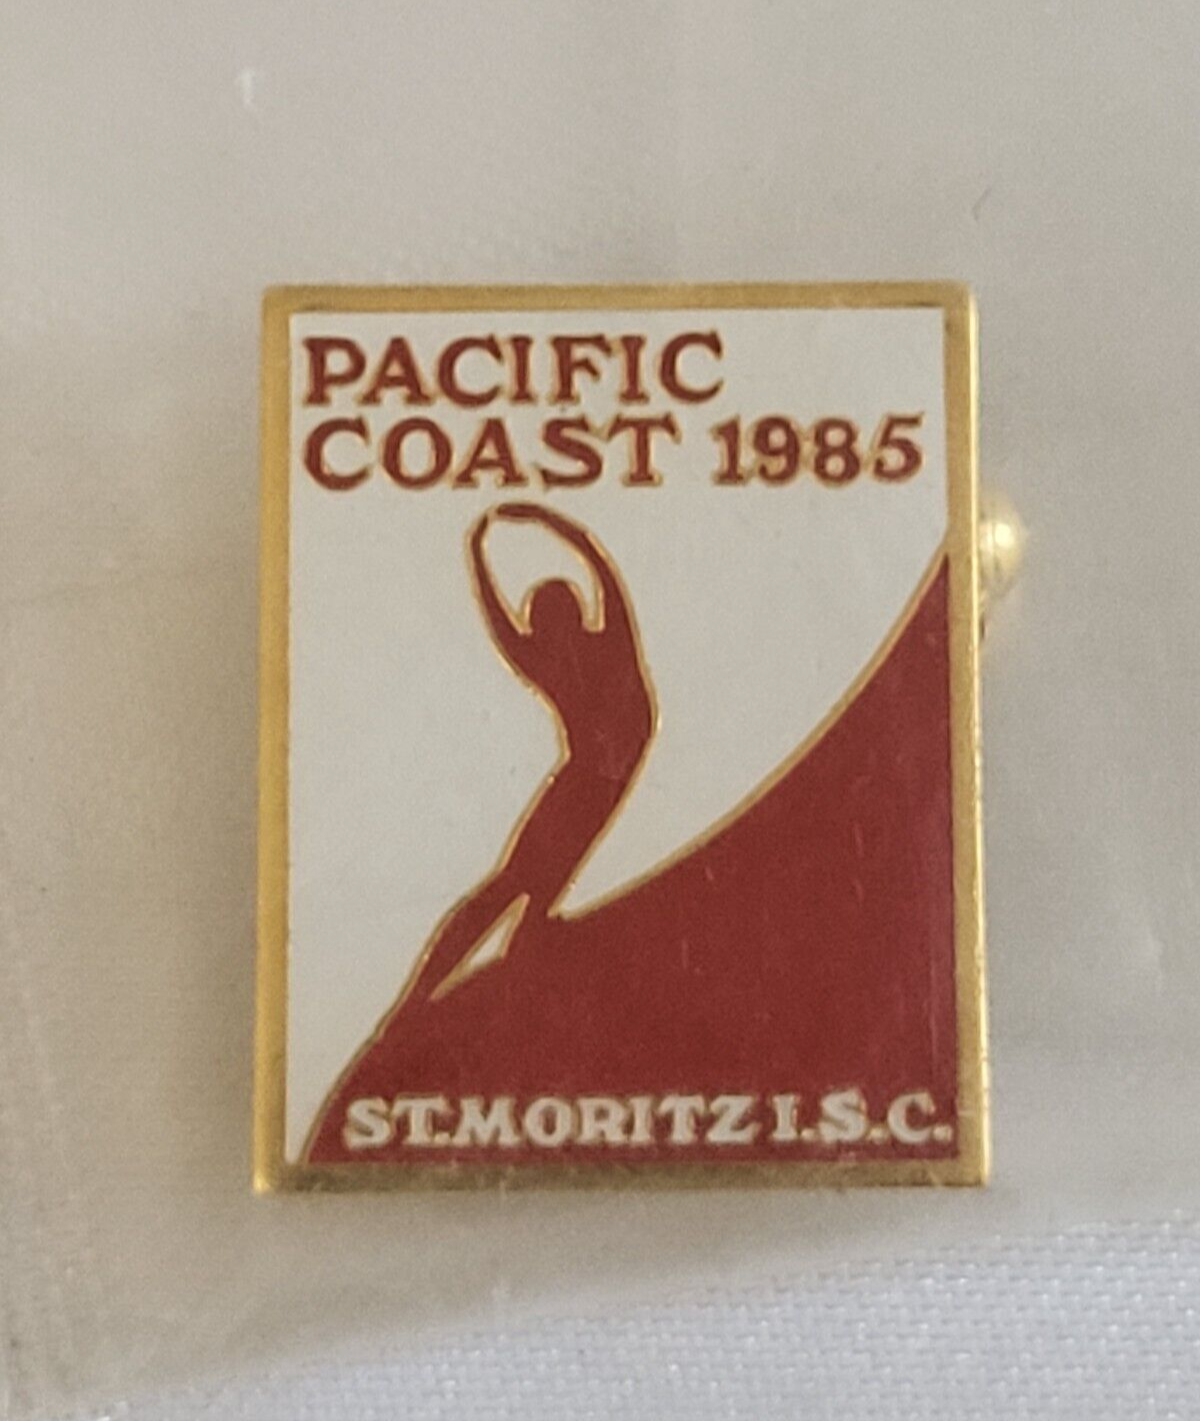 PACIFIC
COAST 1985
ST.MORITZ I.S.C.